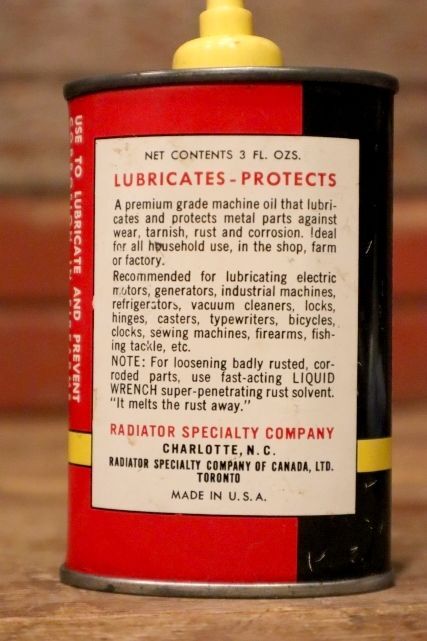 NET CONTENTS 3 FL. OZS.
LUBRICATES - PROTECTS
A premium grade machine oil that lubri-
cates and protects metal parts against
wear, tarnish, rust and corrosion. Ideal
for all household use, in the shop, farm
or factory.
Recommended for lubricating electric
motors, generators, industrial machines,
refrigerators, vacuum cleaners, locks,
hinges, casters, typewriters, bicycles,
clocks, sewing machines, firearms, fish-
ing tackle, etc.
NOTE: For loosening badly rusted, cor-
roded parts, use fast-acting LIQUID
WRENCH super-penetrating rust solvent.
"It melts the rust away."
RADIATOR SPECIALTY COMPANY
CHARLOTTE, N.C.
RADIATOR SPECIALTY COMPANY OF CANADA, LTD.
TORONTO
MADE IN U.S.A.
USE TO LUBRICATE AND PREVENT